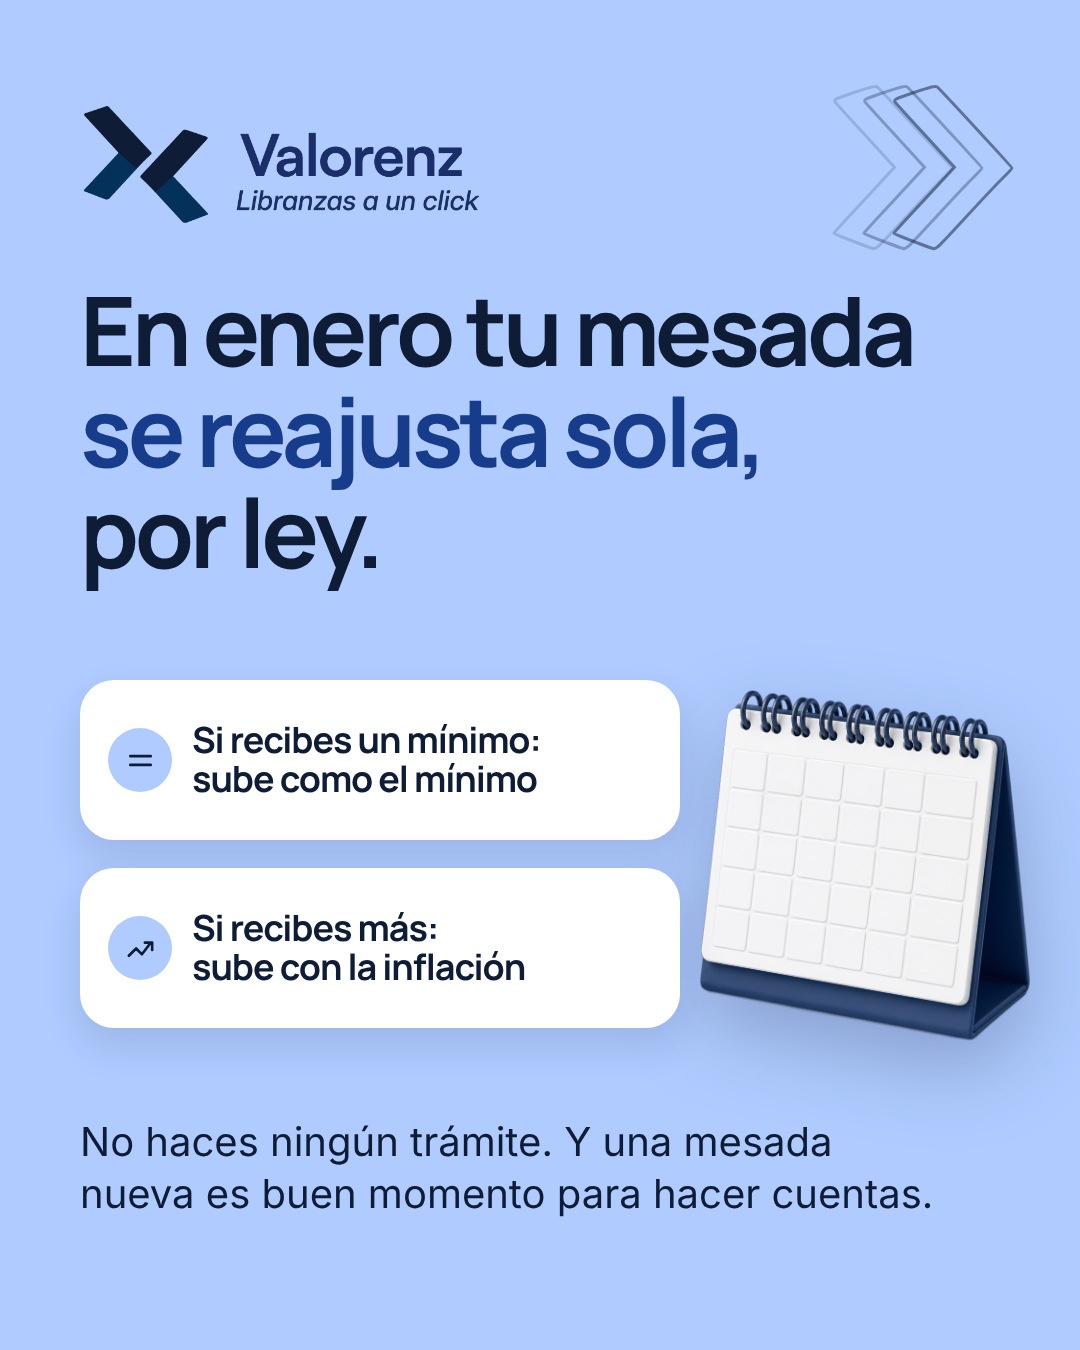 Valorenz
Libranzas a un click
En enero tu mesada
se reajusta sola,
por ley.
Si recibes un mínimo:
sube como el mínimo
Si recibes más:
sube con la inflación
No haces ningún trámite. Y una mesada
nueva es buen momento para hacer cuentas.